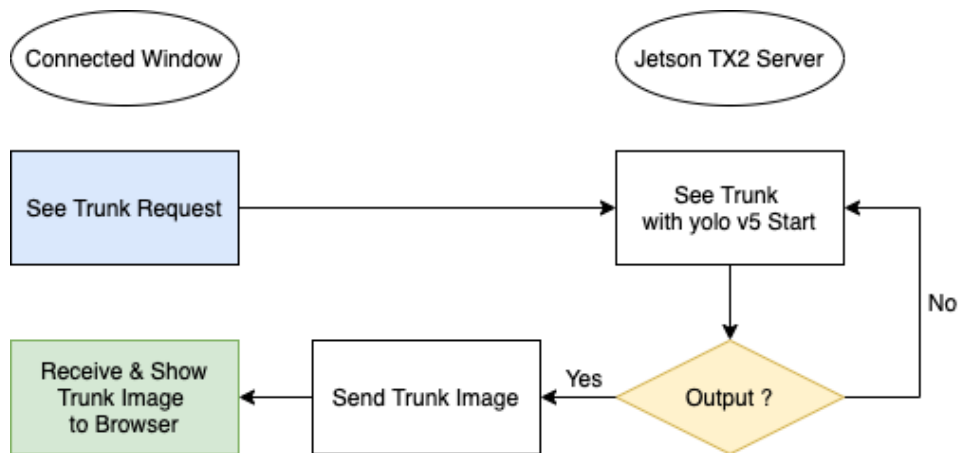 Connected Window
Jetson TX2 Server
See Trunk Request
See Trunk
with yolo v5 Start
No
Receive & Show
Trunk Image
to Browser
Send Trunk Image
Yes
Output ?